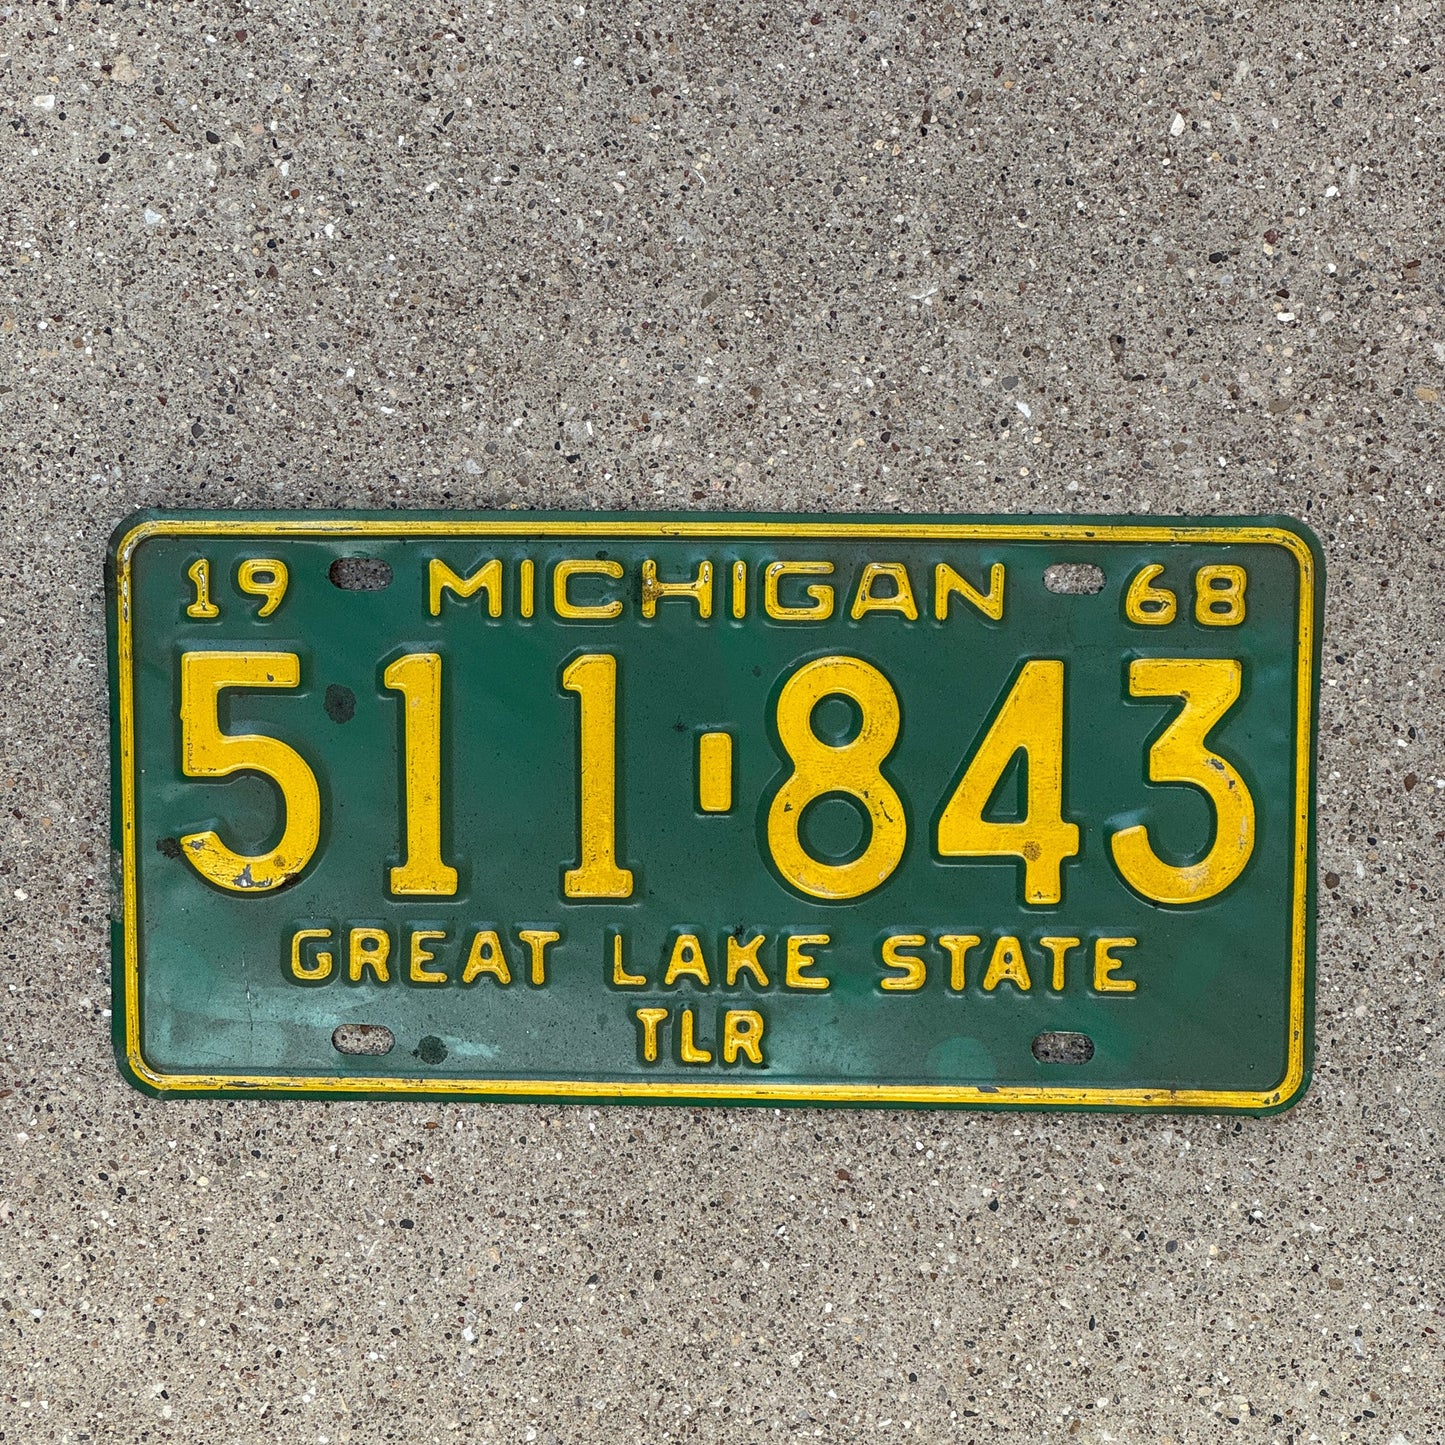 19 MICHIGAN 68
511-843
GREAT LAKE STATE
TLR